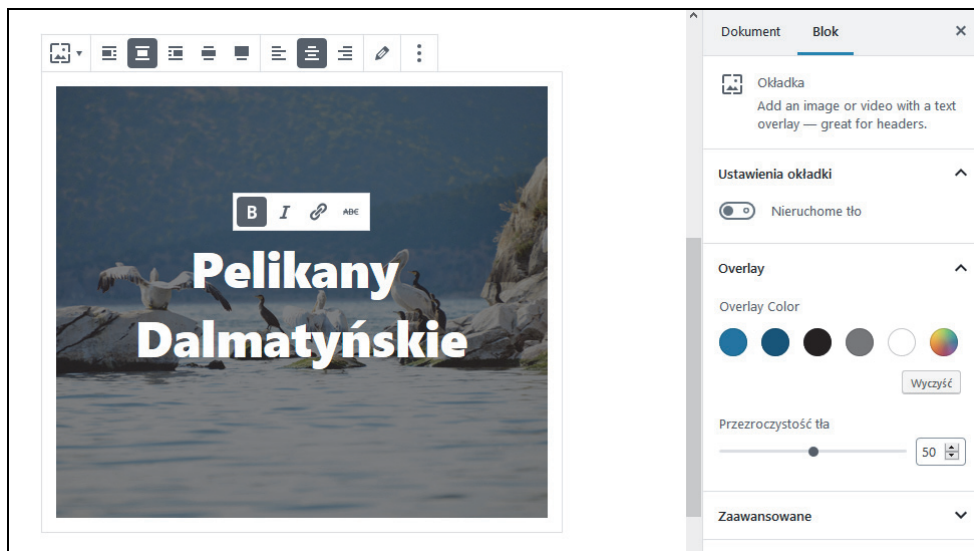 Dokument Blok
Okładka
Add an image or video with a text
overlay — great for headers.
Ustawienia okładki
Nieruchome tło
Overlay
Overlay Color
Wyczyść
Przezroczystość tła
50
Zaawansowane
B I ABC
Pelikany
Dalmatyńskie